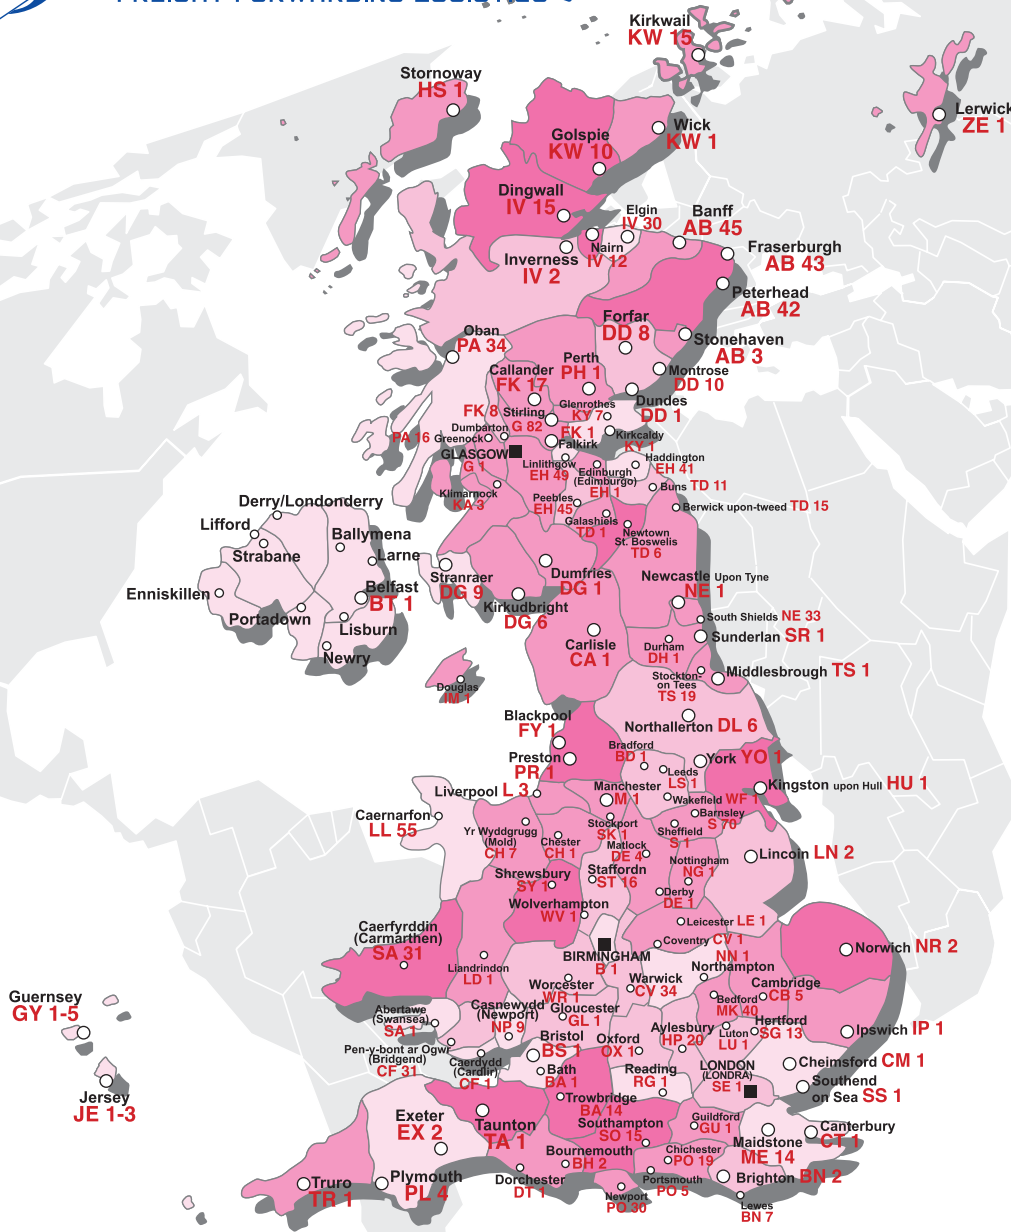 FREIGHT FORWARDING LOGISTICS
Kirkwail
KW 15
Stornoway
HS 1
Lerwick
ZE 1
Wick
KW 1
Golspie
KW 10
Dingwall
IV 15
Elgin
IV 30
Banff
AB 45
Nairn
IV 12
Fraserburgh
AB 43
Inverness
IV 2
Peterhead
AB 42
Forfar
DD 8
Stonehaven
AB 3
Oban
PA 34
Perth
PH 1
Montrose
DD 10
Callander
FK 17
Dundes
DD 1
Glenrothes
KY 7
FK 8
Stirling
G 82
FK 1
Kirkcaldy
KY 1
Dumbarton
PA 16
Greenock
Falkirk
GLASGOW
G 1
Linlithgow
EH 49
Edinburgh
(Edimburgo)
EH 1
Haddington
EH 41
Buns TD 11
Klimarnock
KA 3
Peebles
EH 45
Berwick upon-tweed TD 15
Galashiels
TD 1
Newtown
St. Boswelis
TD 6
Derry/Londonderry
Lifford
Strabane
Ballymena
Larne
Enniskillen
Belfast
BT 1
Portadown
Lisburn
Newry
Stranraer
DG 9
Dumfries
DG 1
Kirkudbright
DG 6
Newcastle Upon Tyne
NE 1
South Shields NE 33
Sunderlan SR 1
Carlisle
CA 1
Durham
DH 1
Stockton-
on Tees
TS 19
Middlesbrough TS 1
Douglas
IM 1
Northallerton DL 6
Blackpool
FY 1
Preston
PR 1
Bradford
BD 1
York YO 1
Leeds
LS 1
Kingston upon Hull HU 1
Liverpool L 3
Manchester
M 1
Wakefield WF 1
Barnsley
S 70
Caernarfon
LL 55
Stockport
SK 1
Sheffield
S 1
Yr Wyddgrugg
(Mold)
CH 7
Chester
CH 1
Matlock
DE 4
Lincoin LN 2
Nottingham
NG 1
Shrewsbury
SY 1
Staffordn
ST 16
Derby
DE 1
Wolverhampton
WV 1
Leicester LE 1
Caerfyrddin
(Carmarthen)
SA 31
Coventry CV 1
Norwich NR 2
BIRMINGHAM
B 1
NN 1
Northampton
Liandrindon
LD 1
Worcester
WR 1
Warwick
CV 34
Cambridge
CB 5
Bedford
MK 40
Guernsey
GY 1-5
Abertawe
(Swansea)
SA 1
Casnewydd
(Newport)
NP 9
Gloucester
GL 1
Aylesbury
HP 20
Luton
LU 1
Hertford
SG 13
Ipswich IP 1
Pen-y-bont ar Ogwr
(Bridgend)
CF 31
Caerdydd
(Cardlir)
CF 1
Bristol
BS 1
Oxford
OX 1
LONDON
(LONDRA)
SE 1
Cheimsford CM 1
Bath
BA 1
Reading
RG 1
Southend
on Sea SS 1
Jersey
JE 1-3
Trowbridge
BA 14
Exeter
EX 2
Taunton
TA 1
Southampton
SO 15
Guildford
GU 1
Maidstone
ME 14
Canterbury
CT 1
Bournemouth
BH 2
Chichester
PO 19
Truro
TR 1
Plymouth
PL 4
Dorchester
DT 1
Portsmouth
PO 5
Brighton BN 2
Newport
PO 30
Lewes
BN 7